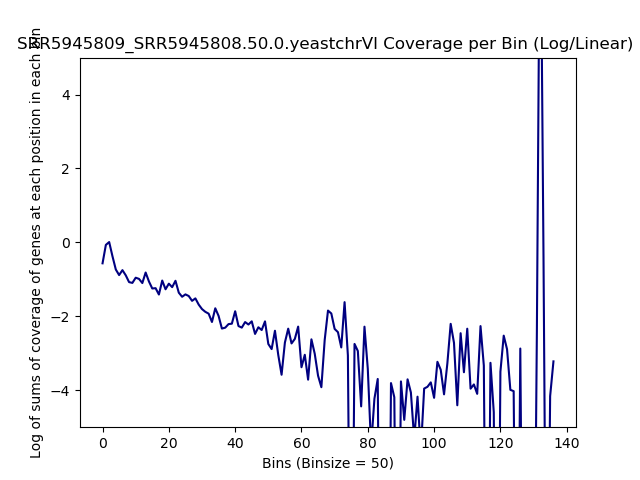 SRR5945809_SRR5945808.50.0.yeastchrVI Coverage per Bin (Log/Linear)
Log of sums of coverage of genes at each position in each bin
4
2
0
−2
−4
0 20 40 60 80 100 120 140
Bins (Binsize = 50)